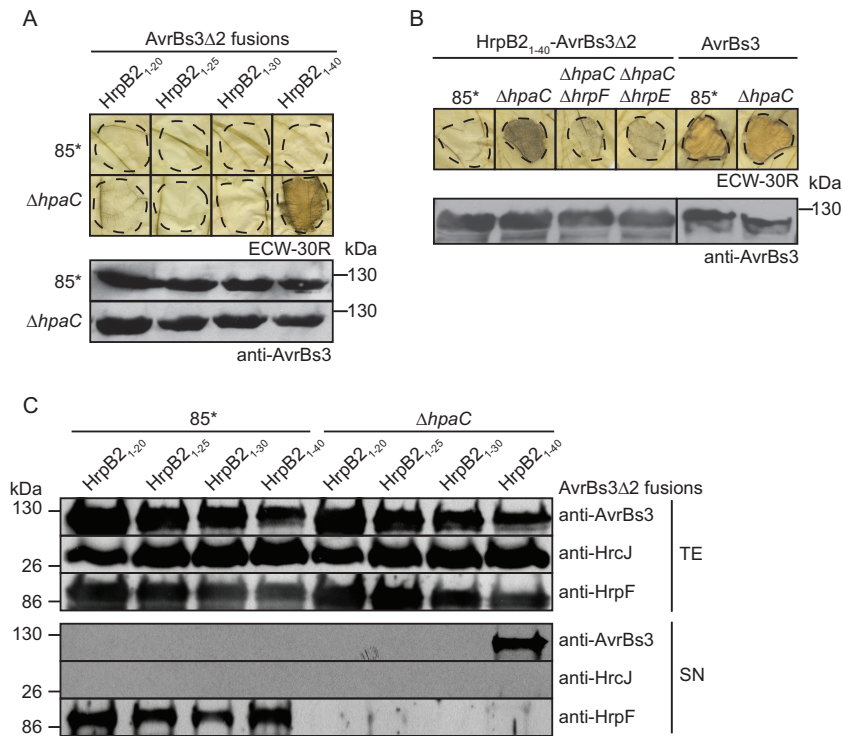 A
AvrBs3Δ2 fusions
HrpB2₁₋₂₀ HrpB2₁₋₂₅ HrpB2₁₋₃₀ HrpB2₁₋₄₀
85*
ΔhpaC
ECW-30R kDa
85* 130
ΔhpaC 130
anti-AvrBs3
B
HrpB2₁₋₄₀-AvrBs3Δ2 AvrBs3
ΔhpaC ΔhpaC
85* ΔhpaC ΔhrpF ΔhrpE 85* ΔhpaC
ECW-30R kDa
130
anti-AvrBs3
C
85* ΔhpaC
HrpB2₁₋₂₀ HrpB2₁₋₂₅ HrpB2₁₋₃₀ HrpB2₁₋₄₀ HrpB2₁₋₂₀ HrpB2₁₋₂₅ HrpB2₁₋₃₀ HrpB2₁₋₄₀
kDa AvrBs3Δ2 fusions
130 anti-AvrBs3
26 anti-HrcJ TE
86 anti-HrpF
130 anti-AvrBs3
26 anti-HrcJ SN
86 anti-HrpF